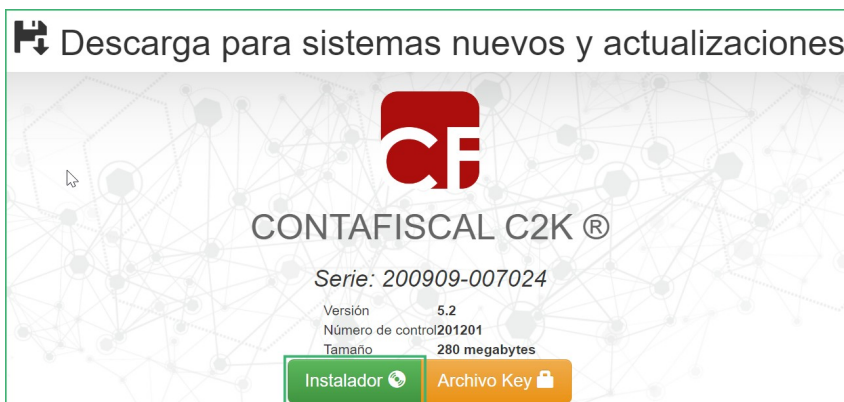 Descarga para sistemas nuevos y actualizaciones
CF
CONTAFISCAL C2K ®
Serie: 200909-007024
Versión 5.2
Número de control 201201
Tamaño 280 megabytes
Instalador Archivo Key